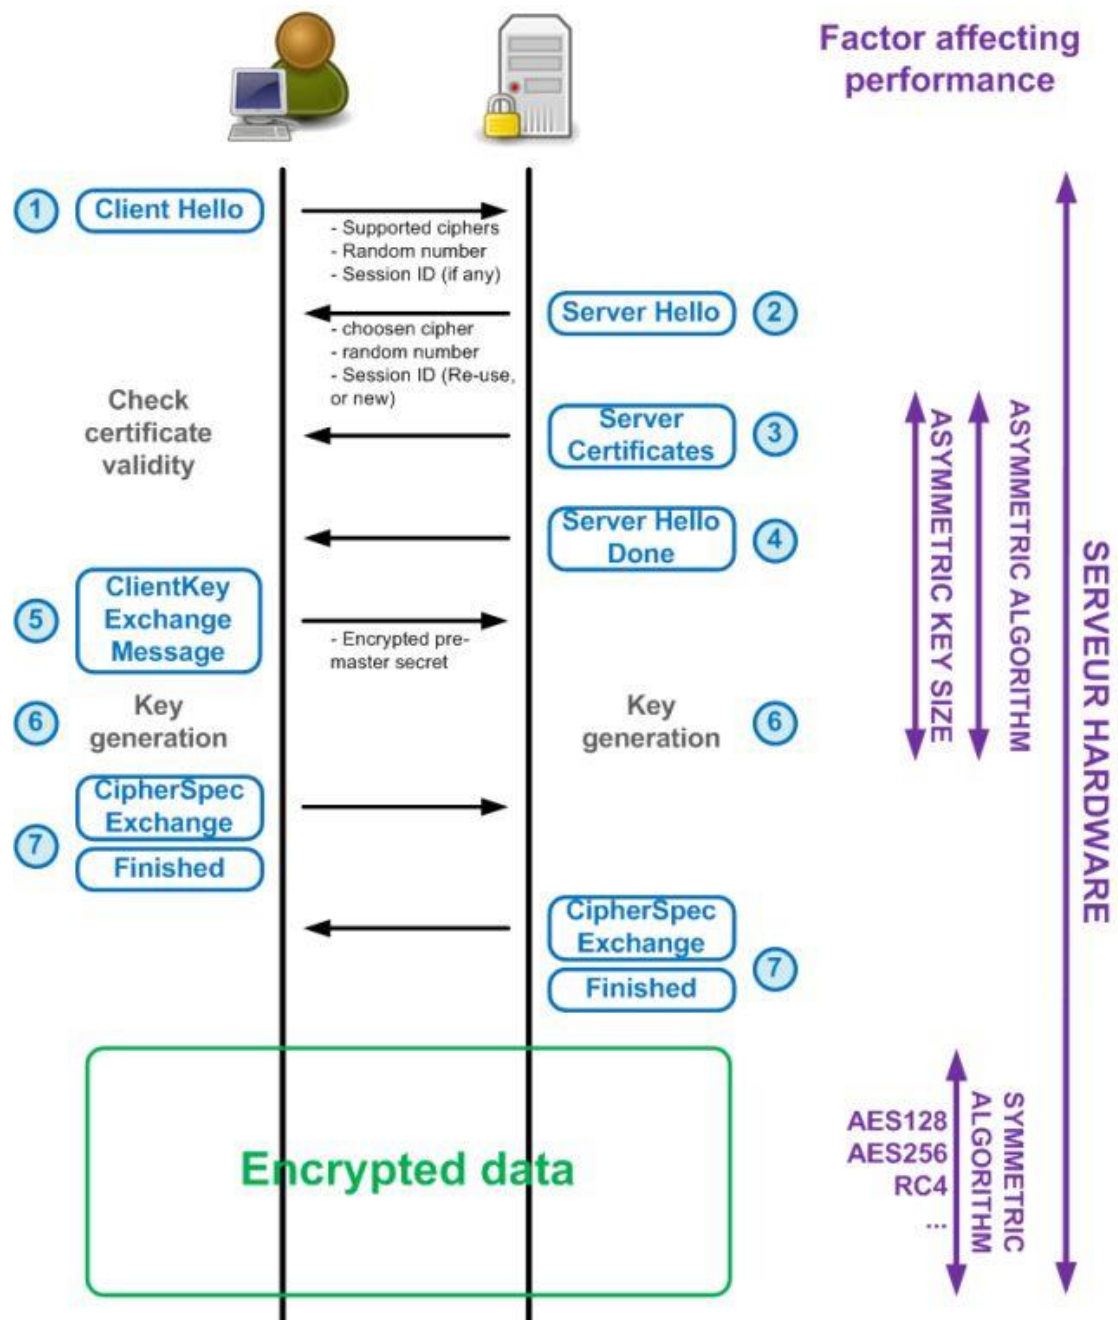 Factor affecting
performance
1
Client Hello
- Supported ciphers
- Random number
- Session ID (if any)
Server Hello
2
- choosen cipher
- random number
- Session ID (Re-use,
or new)
Check
certificate
validity
Server
Certificates
3
Server Hello
Done
4
5
ClientKey
Exchange
Message
- Encrypted pre-
master secret
6
Key
generation
Key
generation
6
7
CipherSpec
Exchange
Finished
CipherSpec
Exchange
Finished
7
Encrypted data
ASYMMETRIC KEY SIZE
ASYMMETRIC ALGORITHM
SERVEUR HARDWARE
AES128
AES256
RC4
...
SYMMETRIC
ALGORITHM